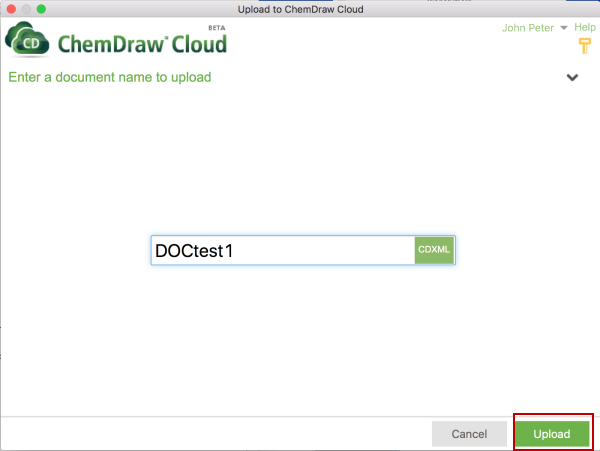 Upload to ChemDraw Cloud
BETA
CD ChemDraw® Cloud
John Peter Help
Enter a document name to upload
DOCtest1 CDXML
Cancel Upload